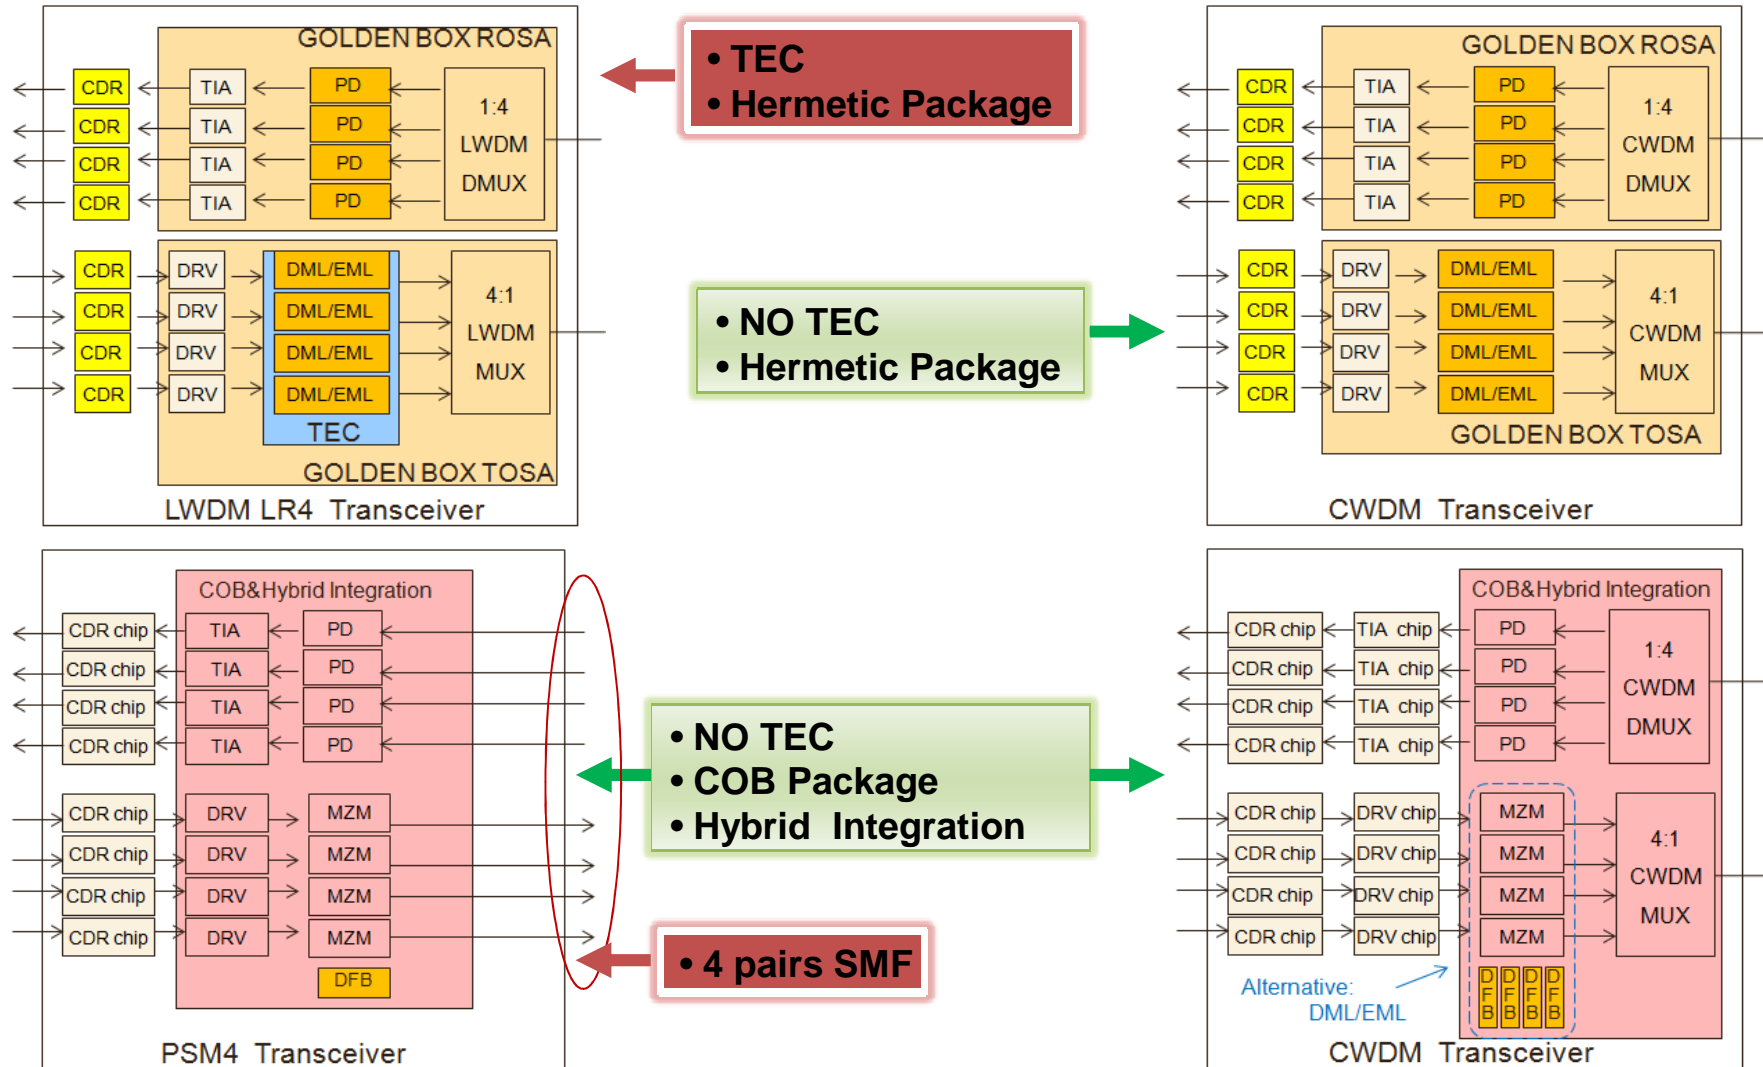 GOLDEN BOX ROSA
CDR
TIA
PD
CDR
TIA
PD
CDR
TIA
PD
CDR
TIA
PD
1:4
LWDM
DMUX
CDR
DRV
DML/EML
CDR
DRV
DML/EML
CDR
DRV
DML/EML
CDR
DRV
DML/EML
TEC
4:1
LWDM
MUX
GOLDEN BOX TOSA
LWDM LR4 Transceiver
• TEC
• Hermetic Package
GOLDEN BOX ROSA
CDR
TIA
PD
CDR
TIA
PD
CDR
TIA
PD
CDR
TIA
PD
1:4
CWDM
DMUX
• NO TEC
• Hermetic Package
CDR
DRV
DML/EML
CDR
DRV
DML/EML
CDR
DRV
DML/EML
CDR
DRV
DML/EML
4:1
CWDM
MUX
GOLDEN BOX TOSA
CWDM Transceiver
COB&Hybrid Integration
CDR chip
TIA
PD
CDR chip
TIA
PD
CDR chip
TIA
PD
CDR chip
TIA
PD
CDR chip
DRV
MZM
CDR chip
DRV
MZM
CDR chip
DRV
MZM
CDR chip
DRV
MZM
DFB
PSM4 Transceiver
• NO TEC
• COB Package
• Hybrid Integration
• 4 pairs SMF
COB&Hybrid Integration
CDR chip
TIA chip
PD
CDR chip
TIA chip
PD
CDR chip
TIA chip
PD
CDR chip
TIA chip
PD
1:4
CWDM
DMUX
CDR chip
DRV chip
MZM
CDR chip
DRV chip
MZM
CDR chip
DRV chip
MZM
CDR chip
DRV chip
MZM
4:1
CWDM
MUX
DFB
DFB
DFB
DFB
Alternative:
DML/EML
CWDM Transceiver